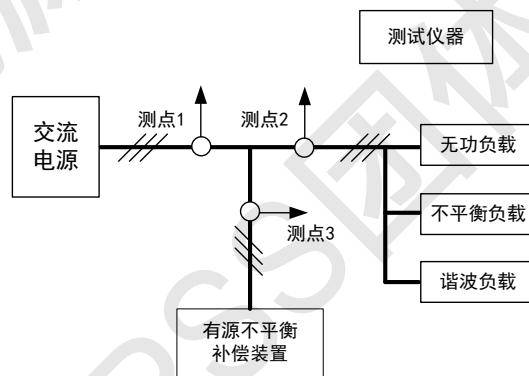 测试仪器
测点1
测点2
交流
电源
无功负载
不平衡负载
测点3
谐波负载
有源不平衡
补偿装置